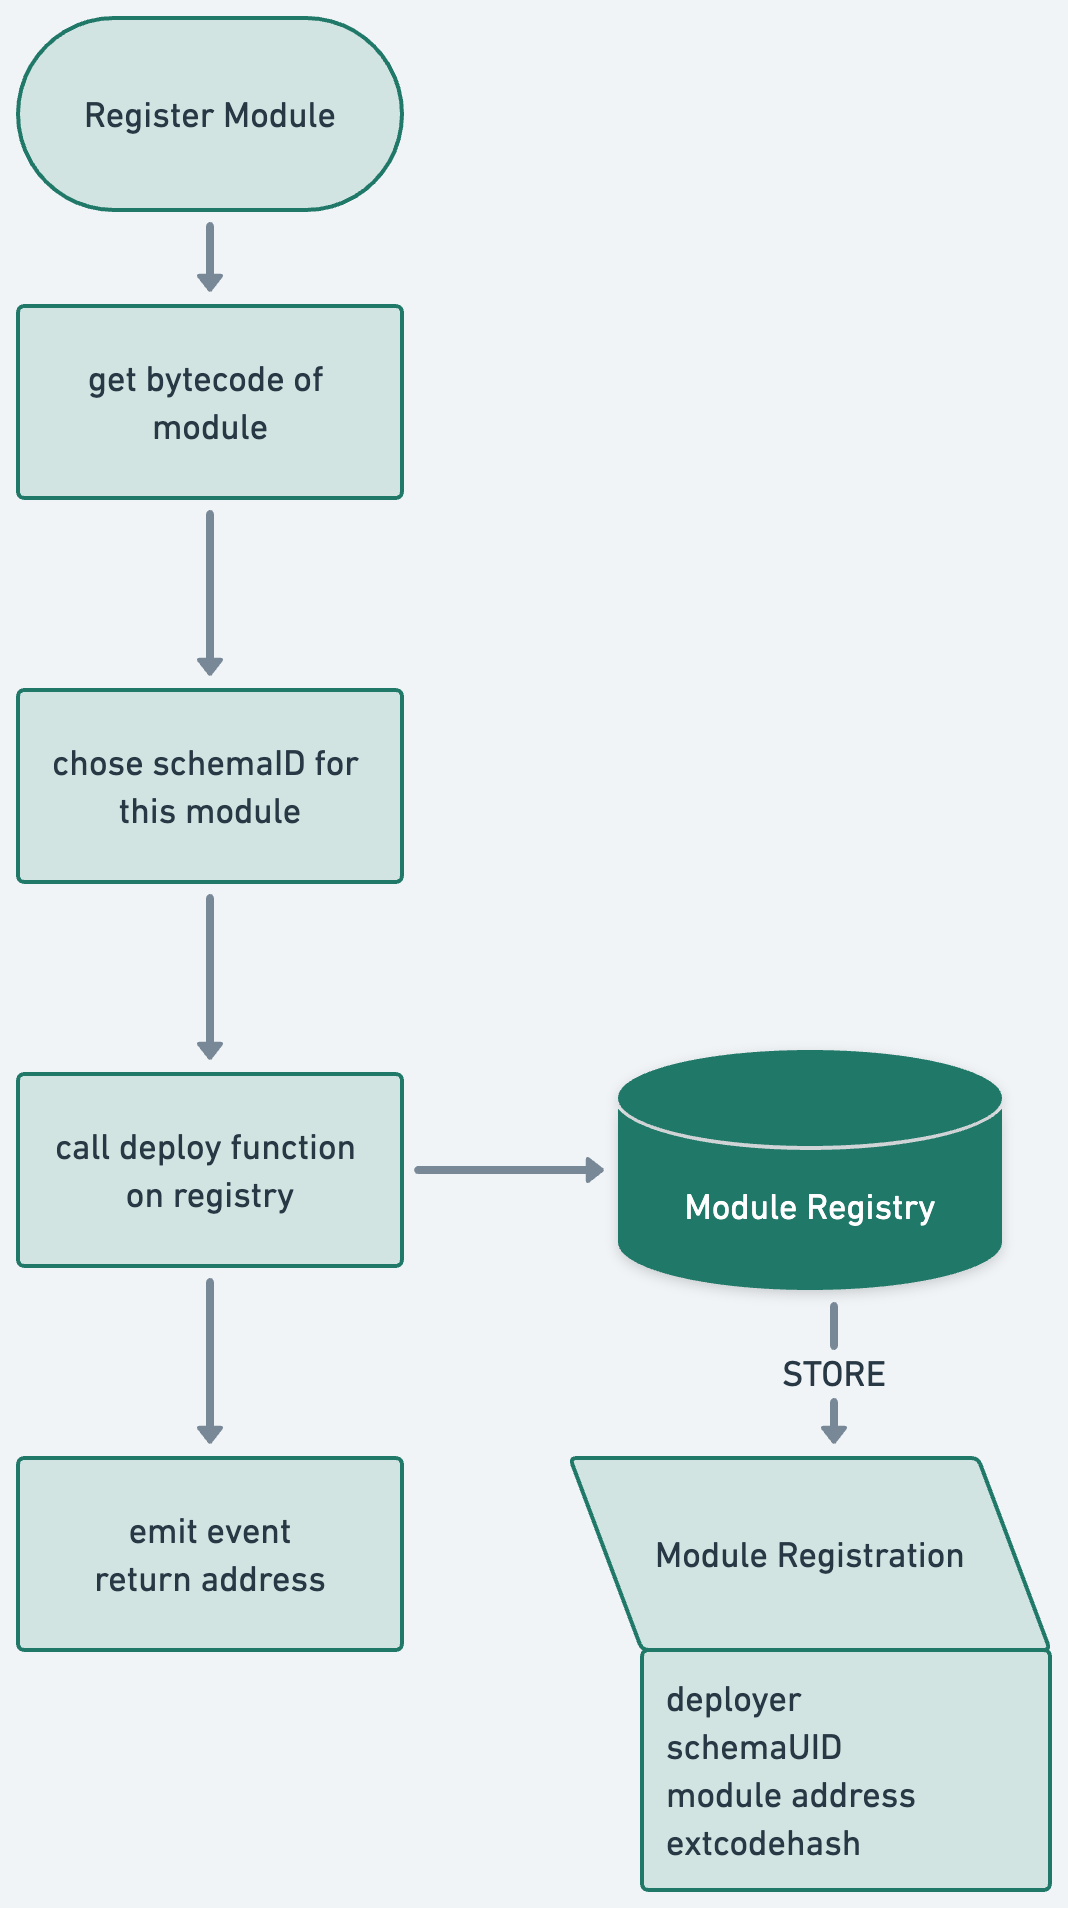 Register Module
get bytecode of
module
chose schemaID for
this module
call deploy function
on registry
Module Registry
STORE
emit event
return address
Module Registration
deployer
schemaUID
module address
extcodehash